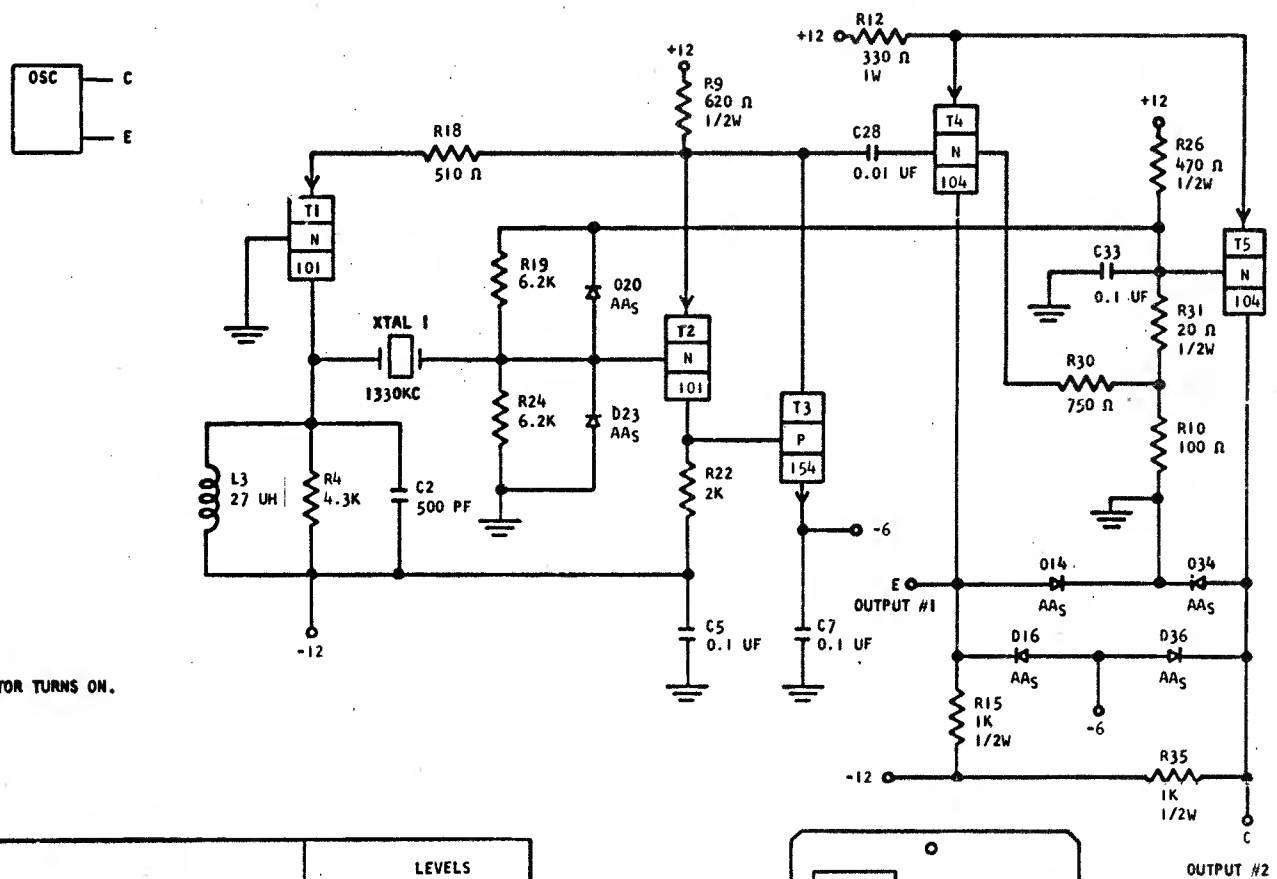 OSC
C
E
R18
510 Ω
T1
N
101
XTAL 1
1330KC
L3
27 UH
R4
4.3K
C2
500 PF
-12
+12
R9
620 Ω
1/2W
R19
6.2K
O20
AAS
R24
6.2K
D23
AAS
T2
N
101
R22
2K
C5
0.1 UF
T3
P
154
-6
C7
0.1 UF
+12
R12
330 Ω
1W
C28
0.01 UF
T4
N
104
+12
R26
470 Ω
1/2W
C33
0.1 UF
T5
N
104
R31
20 Ω
1/2W
R30
750 Ω
R10
100 Ω
E
OUTPUT #1
O14
AAS
O34
AAS
D16
AAS
D36
AAS
-6
R15
1K
1/2W
-12
R35
1K
1/2W
C
OUTPUT #2
TOR TURNS ON.
LEVELS